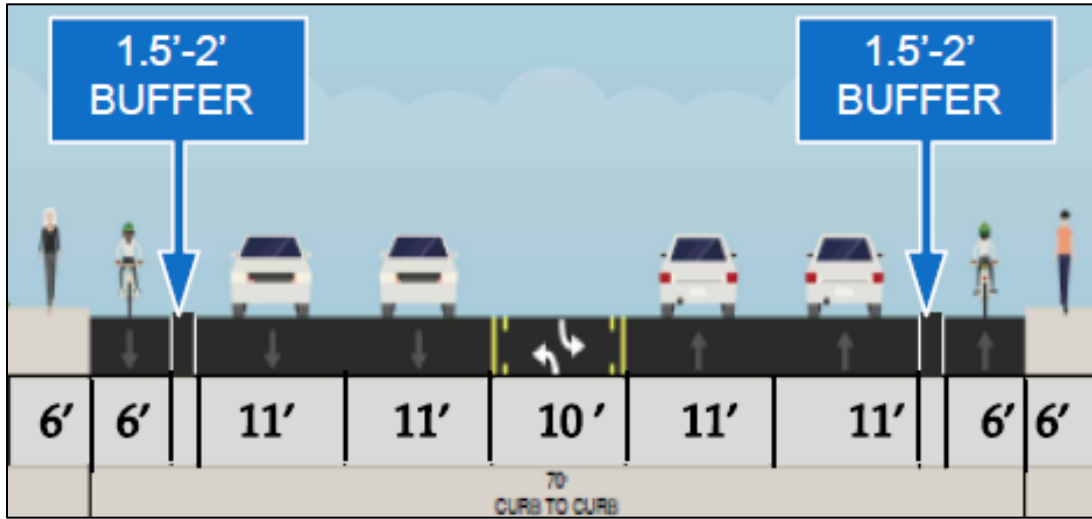 1.5'-2'
BUFFER
1.5'-2'
BUFFER
6' 6' 11' 11' 10' 11' 11' 6' 6'
70'
CURB TO CURB